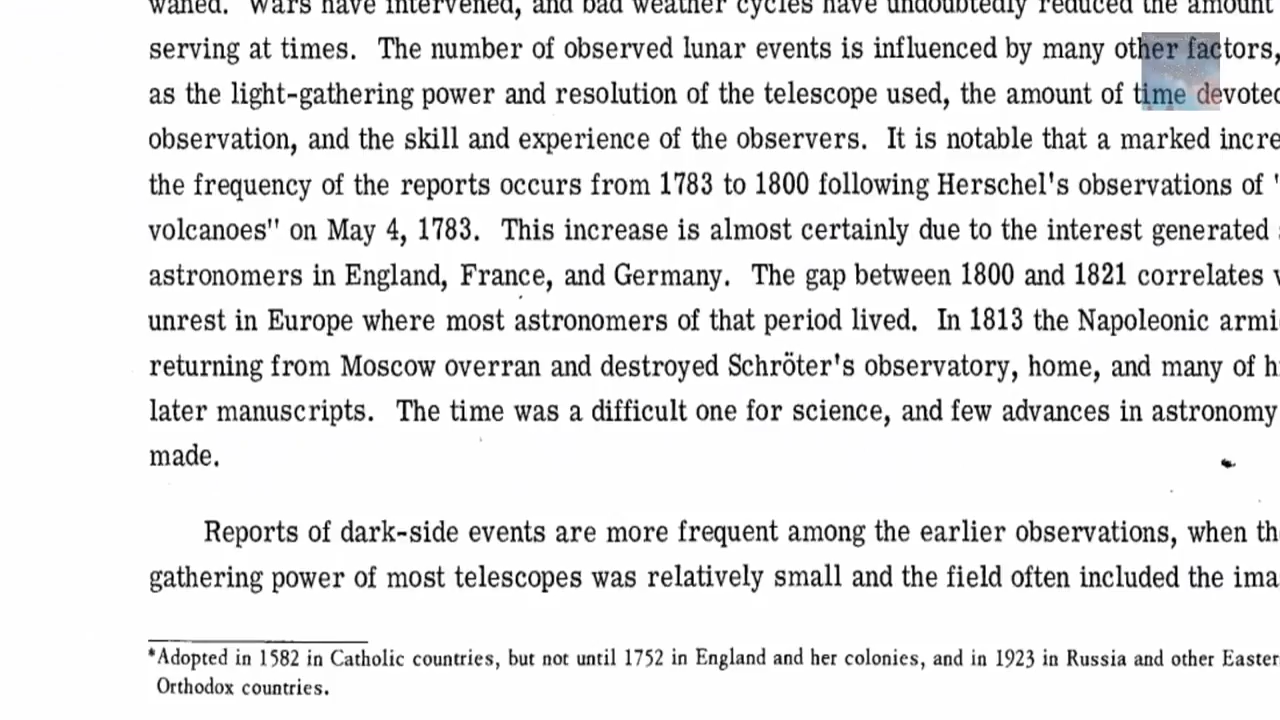 waned. Wars have intervened, and bad weather cycles have undoubtedly reduced the amount
serving at times. The number of observed lunar events is influenced by many other factors,
as the light-gathering power and resolution of the telescope used, the amount of time devoted
observation, and the skill and experience of the observers. It is notable that a marked incre
the frequency of the reports occurs from 1783 to 1800 following Herschel's observations of "
volcanoes" on May 4, 1783. This increase is almost certainly due to the interest generated
astronomers in England, France, and Germany. The gap between 1800 and 1821 correlates
unrest in Europe where most astronomers of that period lived. In 1813 the Napoleonic armi
returning from Moscow overran and destroyed Schröter's observatory, home, and many of h
later manuscripts. The time was a difficult one for science, and few advances in astronomy
made.
Reports of dark-side events are more frequent among the earlier observations, when th
gathering power of most telescopes was relatively small and the field often included the ima
*Adopted in 1582 in Catholic countries, but not until 1752 in England and her colonies, and in 1923 in Russia and other Easter
Orthodox countries.